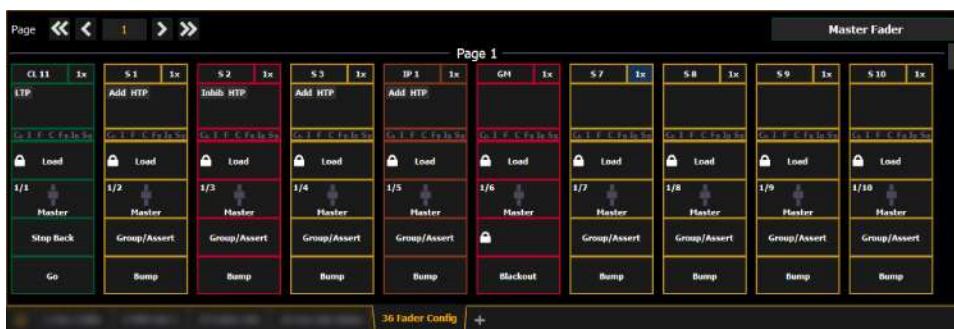 Page 1 Master Fader
Page 1
CL 11 1x S 1 1x S 2 1x S 3 1x IP 1 1x GM 1x S 7 1x S 8 1x S 9 1x S 10 1x
LTP Add HTP Inhib HTP Add HTP Add HTP
Load Load Load Load Load Load Load Load Load Load
1/1 1/2 1/3 1/4 1/5 1/6 1/7 1/8 1/9 1/10
Master Master Master Master Master Master Master Master Master Master
Stop Back Group/Assert Group/Assert Group/Assert Group/Assert Group/Assert Group/Assert Group/Assert Group/Assert
Go Bump Bump Bump Bump Blackout Bump Bump Bump Bump
36 Fader Config +